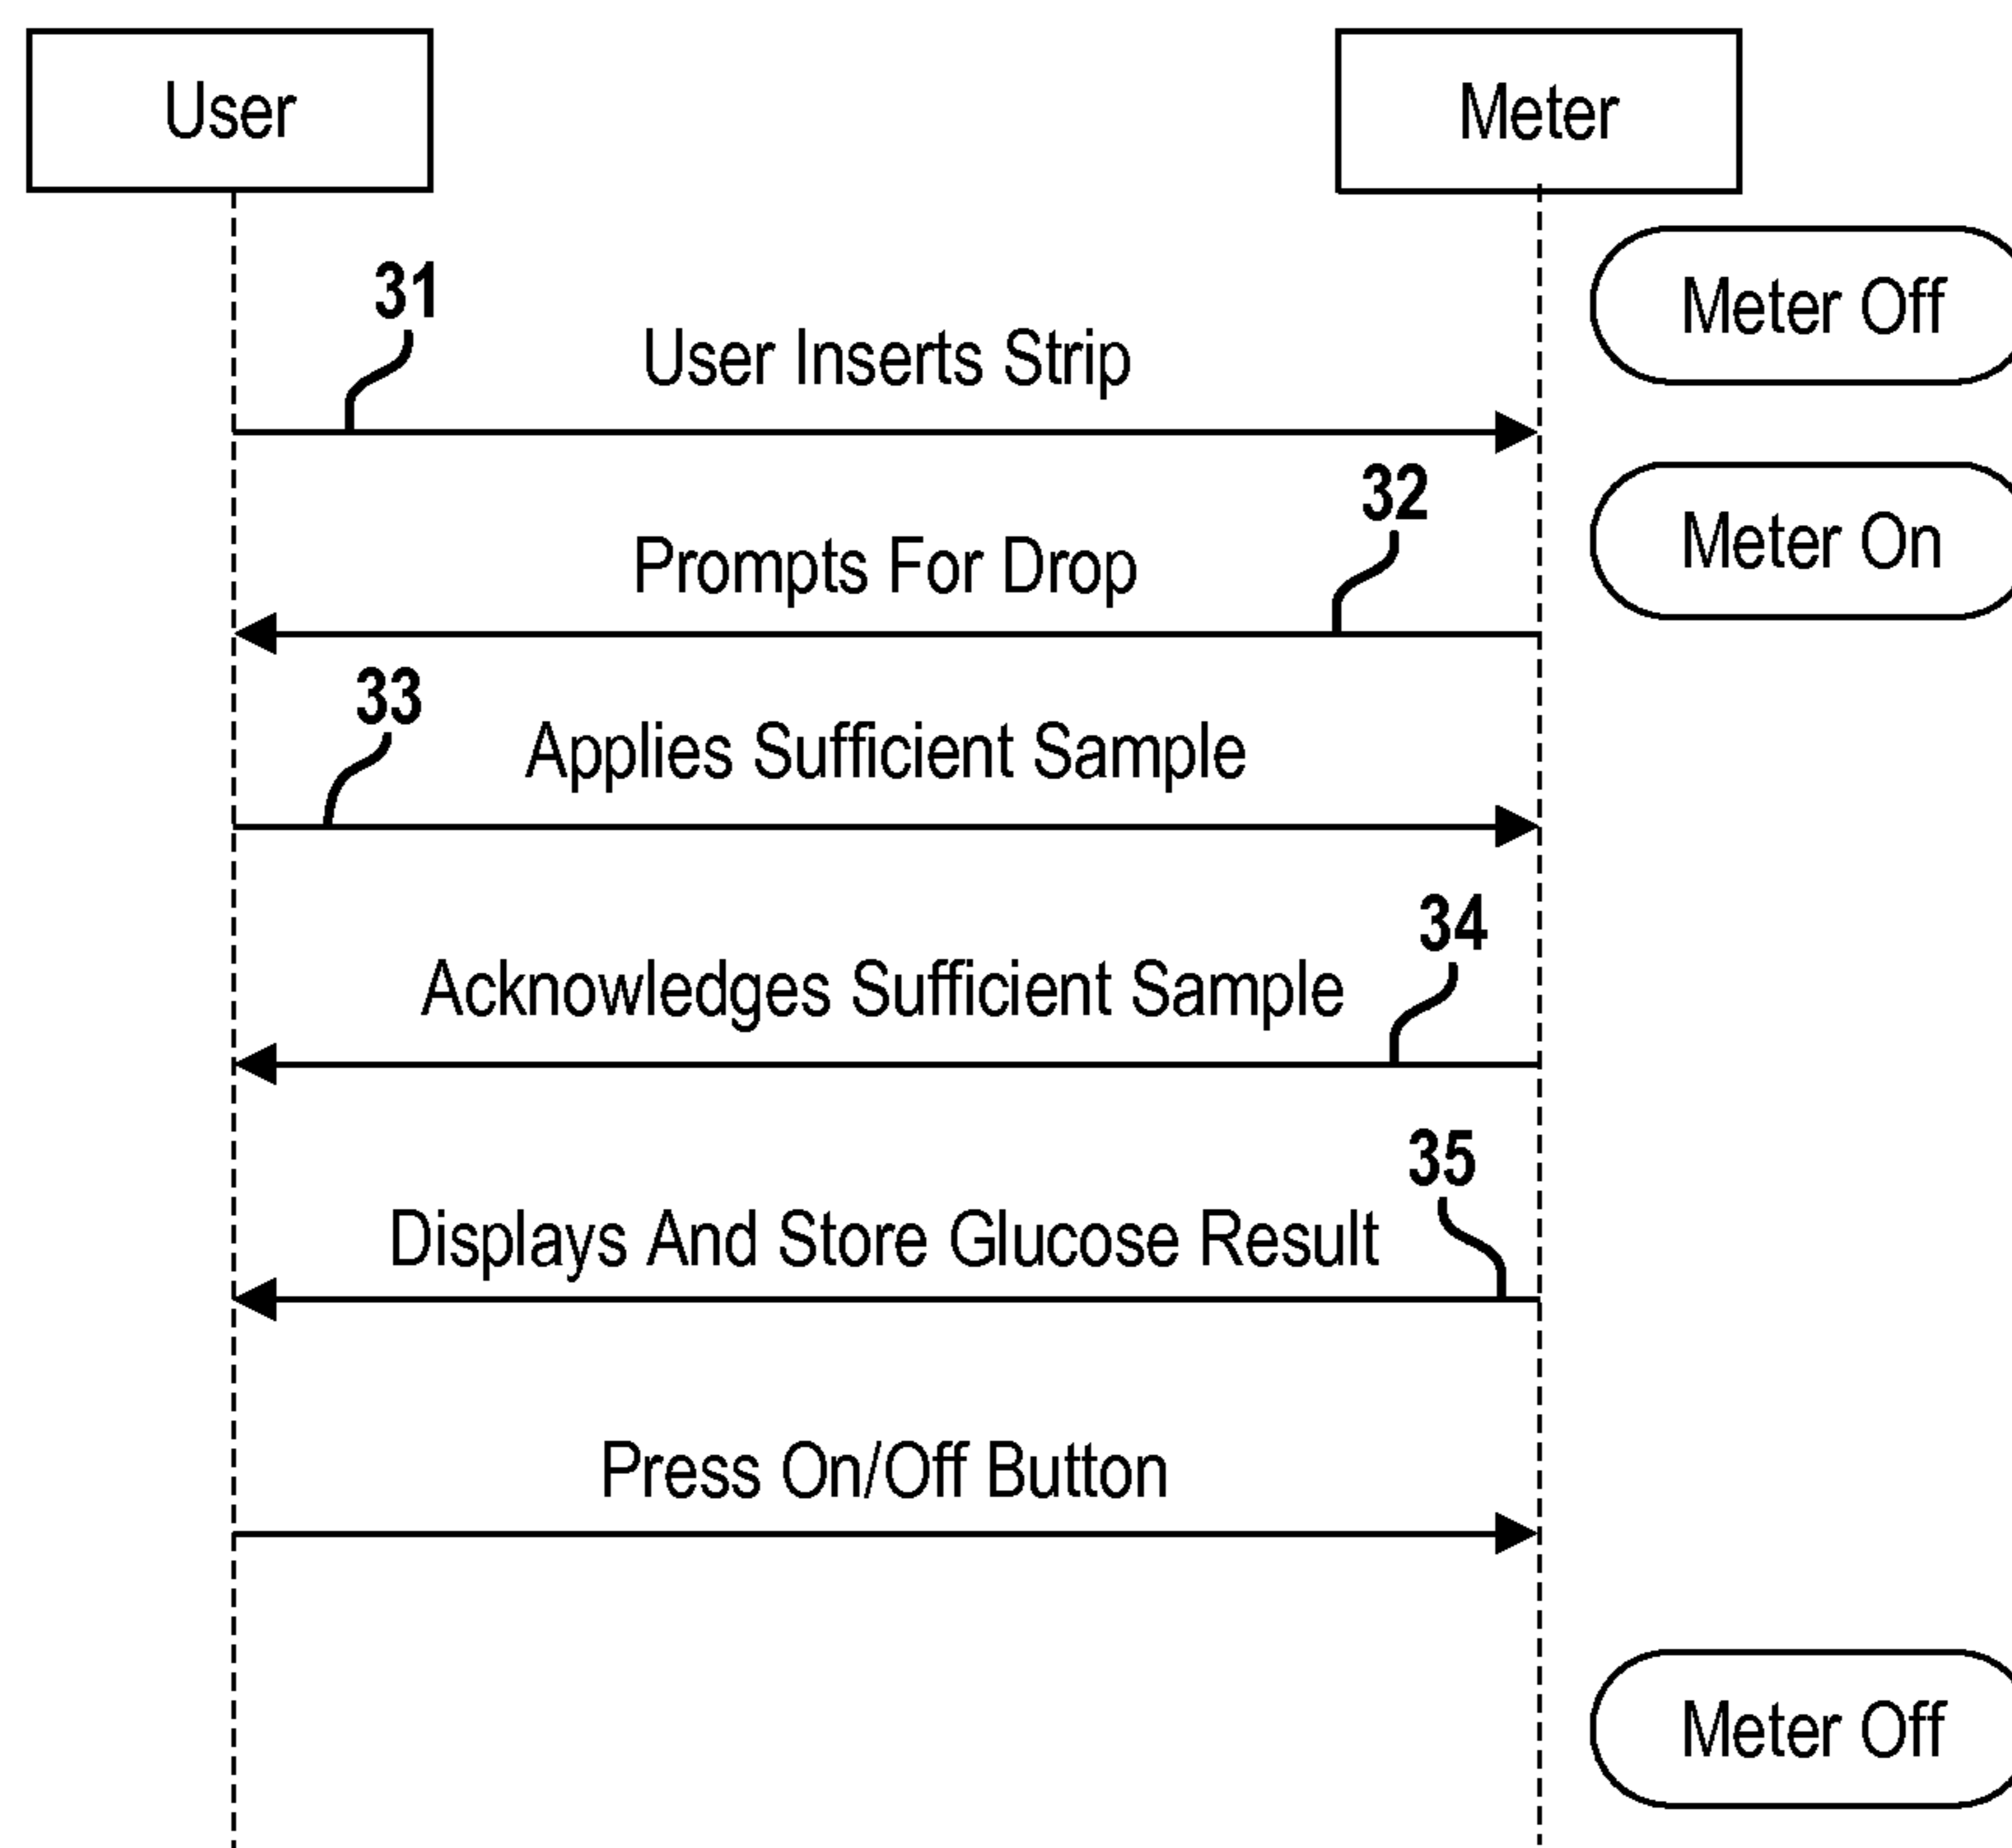 User
Meter
Meter Off
31
User Inserts Strip
32
Meter On
Prompts For Drop
33
Applies Sufficient Sample
34
Acknowledges Sufficient Sample
35
Displays And Store Glucose Result
Press On/Off Button
Meter Off